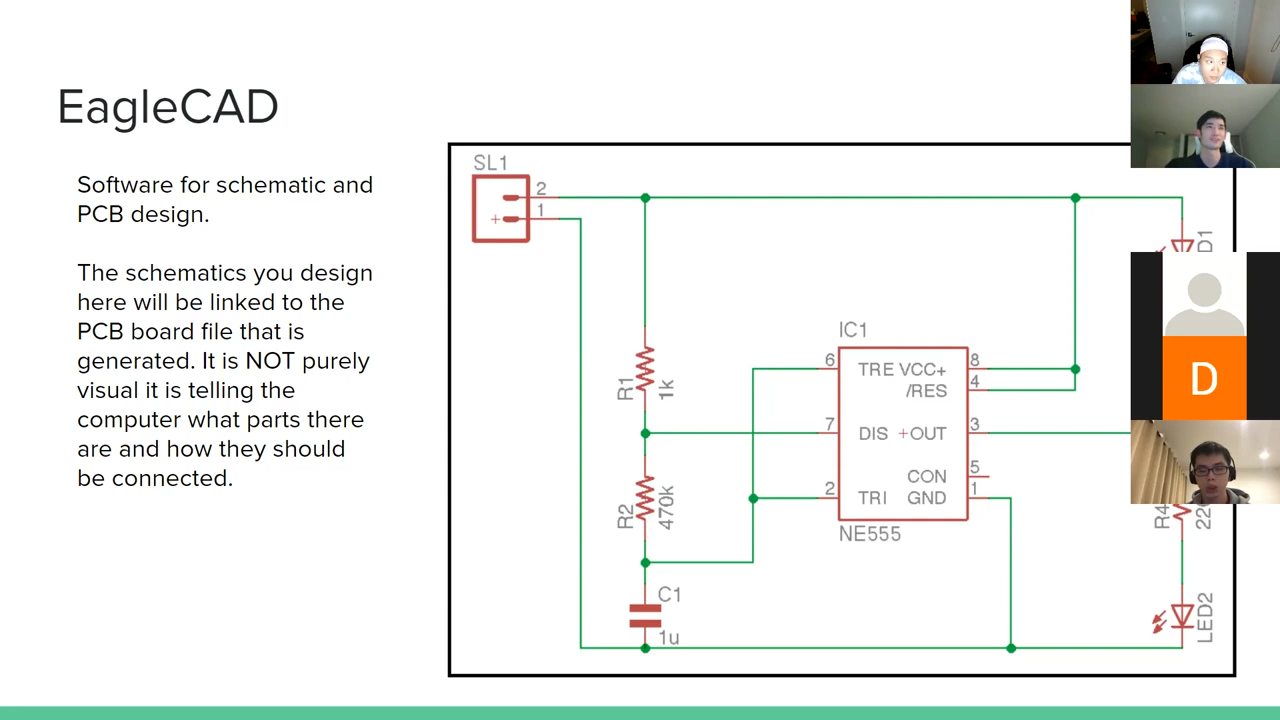 EagleCAD
Software for schematic and
PCB design.
The schematics you design
here will be linked to the
PCB board file that is
generated. It is NOT purely
visual it is telling the
computer what parts there
are and how they should
be connected.
SL1
2
1
+
R1
1k
R2
470k
C1
1u
IC1
6
TRE VCC+
8
/RES
4
7
DIS +OUT
3
CON
5
2
TRI GND
1
NE555
D1
D
R4
LED2